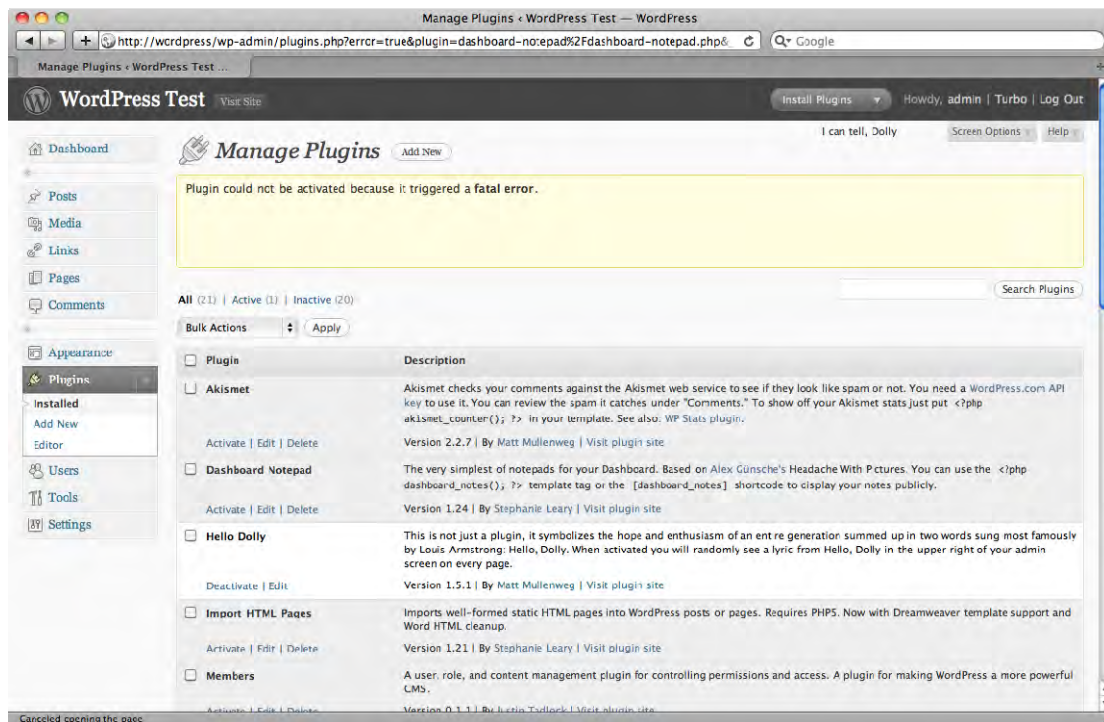 Manage Plugins ‹ WordPress Test — WordPress
http://wordpress/wp-admin/plugins.php?error=true&plugin=dashboard-notepad%2Fdashboard-notepad.php&
Google
Manage Plugins ‹ WordPress Test ...
WordPress Test Visit Site
Install Plugins
Howdy, admin | Turbo | Log Out
I can tell, Dolly
Screen Options
Help
Dashboard
Posts
Media
Links
Pages
Comments
Appearance
Plugins
Installed
Add New
Editor
Users
Tools
Settings
Manage Plugins Add New
Plugin could not be activated because it triggered a fatal error.
All (21) | Active (1) | Inactive (20)
Search Plugins
Bulk Actions Apply
Plugin Description
Akismet
Akismet checks your comments against the Akismet web service to see if they look like spam or not. You need a WordPress.com API
key to use it. You can review the spam it catches under "Comments." To show off your Akismet stats just put <?php
akismet_counter(); ?> in your template. See also: WP Stats plugin.
Activate | Edit | Delete
Version 2.2.7 | By Matt Mullenweg | Visit plugin site
Dashboard Notepad
The very simplest of notepads for your Dashboard. Based on Alex Günsche's Headache With Pictures. You can use the <?php
dashboard_notes(); ?> template tag or the [dashboard_notes] shortcode to display your notes publicly.
Activate | Edit | Delete
Version 1.24 | By Stephanie Leary | Visit plugin site
Hello Dolly
This is not just a plugin, it symbolizes the hope and enthusiasm of an entire generation summed up in two words sung most famously
by Louis Armstrong: Hello, Dolly. When activated you will randomly see a lyric from Hello, Dolly in the upper right of your admin
screen on every page.
Deactivate | Edit
Version 1.5.1 | By Matt Mullenweg | Visit plugin site
Import HTML Pages
Imports well-formed static HTML pages into WordPress posts or pages. Requires PHP5. Now with Dreamweaver template support and
Word HTML cleanup.
Activate | Edit | Delete
Version 1.21 | By Stephanie Leary | Visit plugin site
Members
A user, role, and content management plugin for controlling permissions and access. A plugin for making WordPress a more powerful
CMS.
Activate | Edit | Delete
Version 0.1.1 | By Justin Tadlock | Visit plugin site
Canceled opening the page